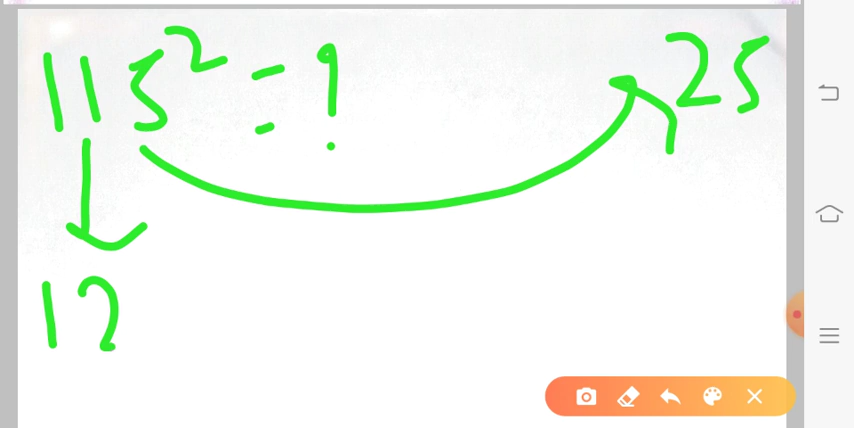 115² = ? 25
12